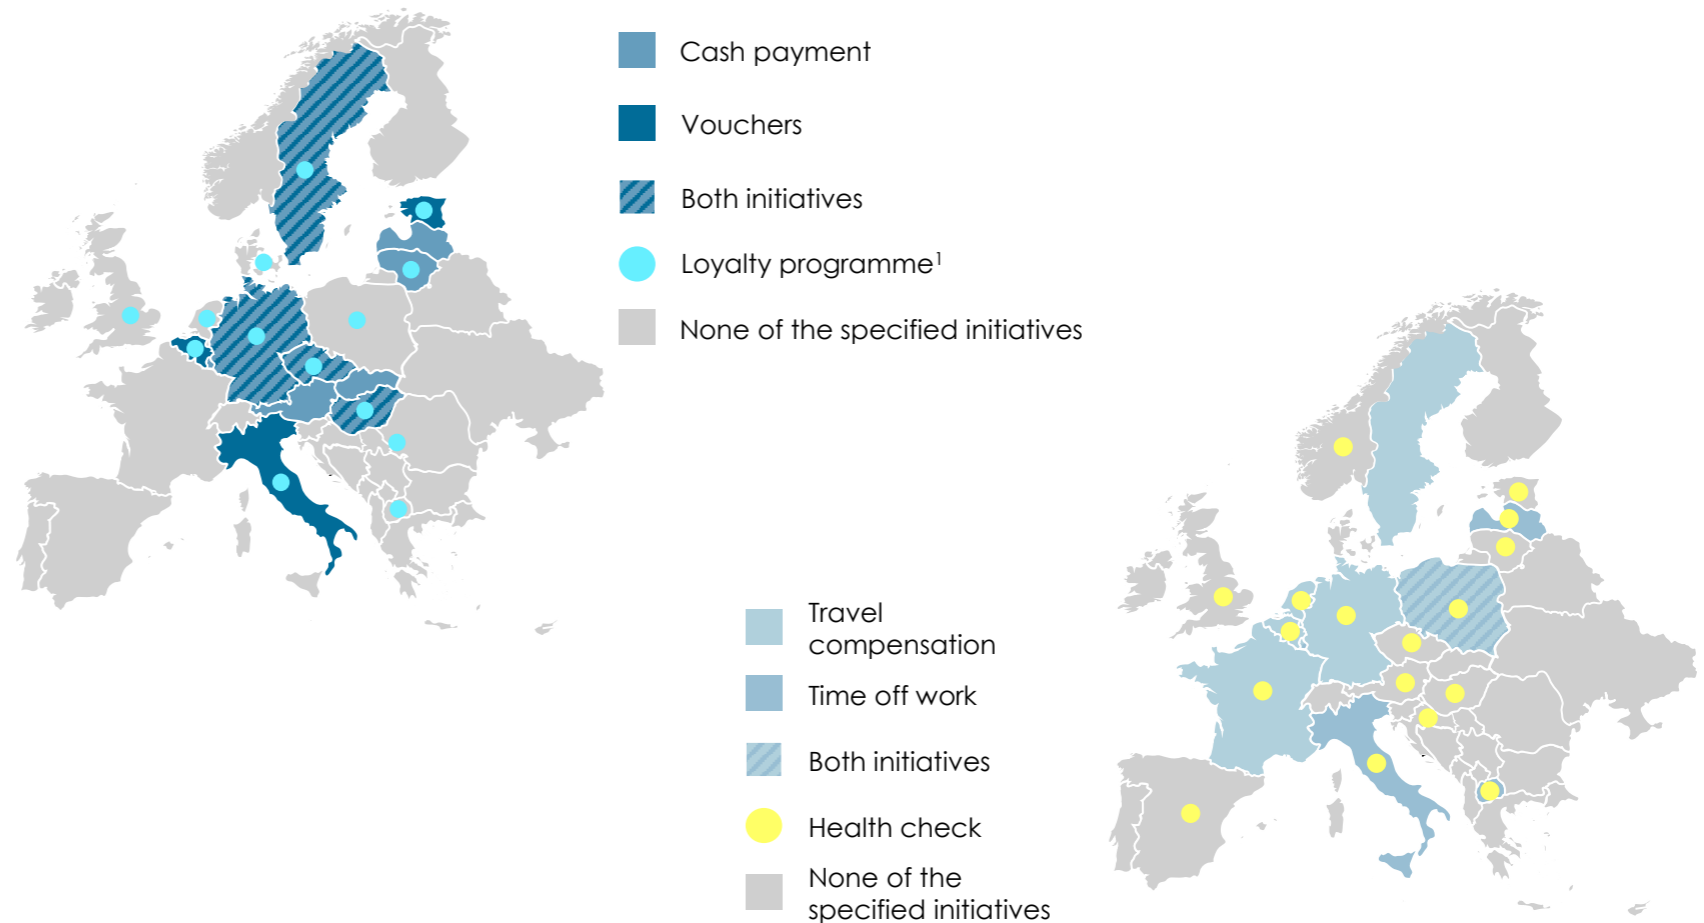 Cash payment
Vouchers
Both initiatives
Loyalty programme¹
None of the specified initiatives
Travel
compensation
Time off work
Both initiatives
Health check
None of the
specified initiatives